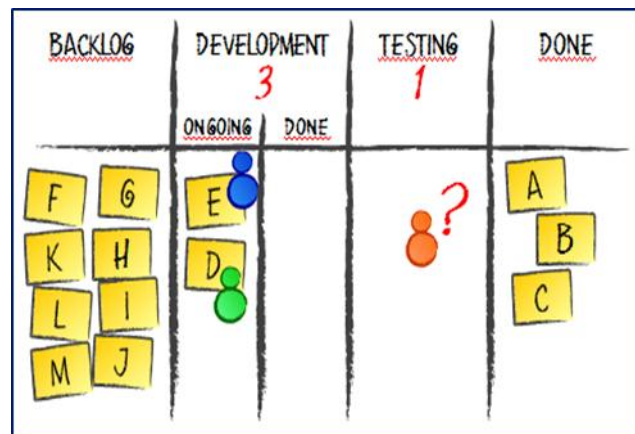 BACKLOG DEVELOPMENT TESTING DONE
3 1
ONGOING DONE
F G E A
K H D ? B
L I C
M J